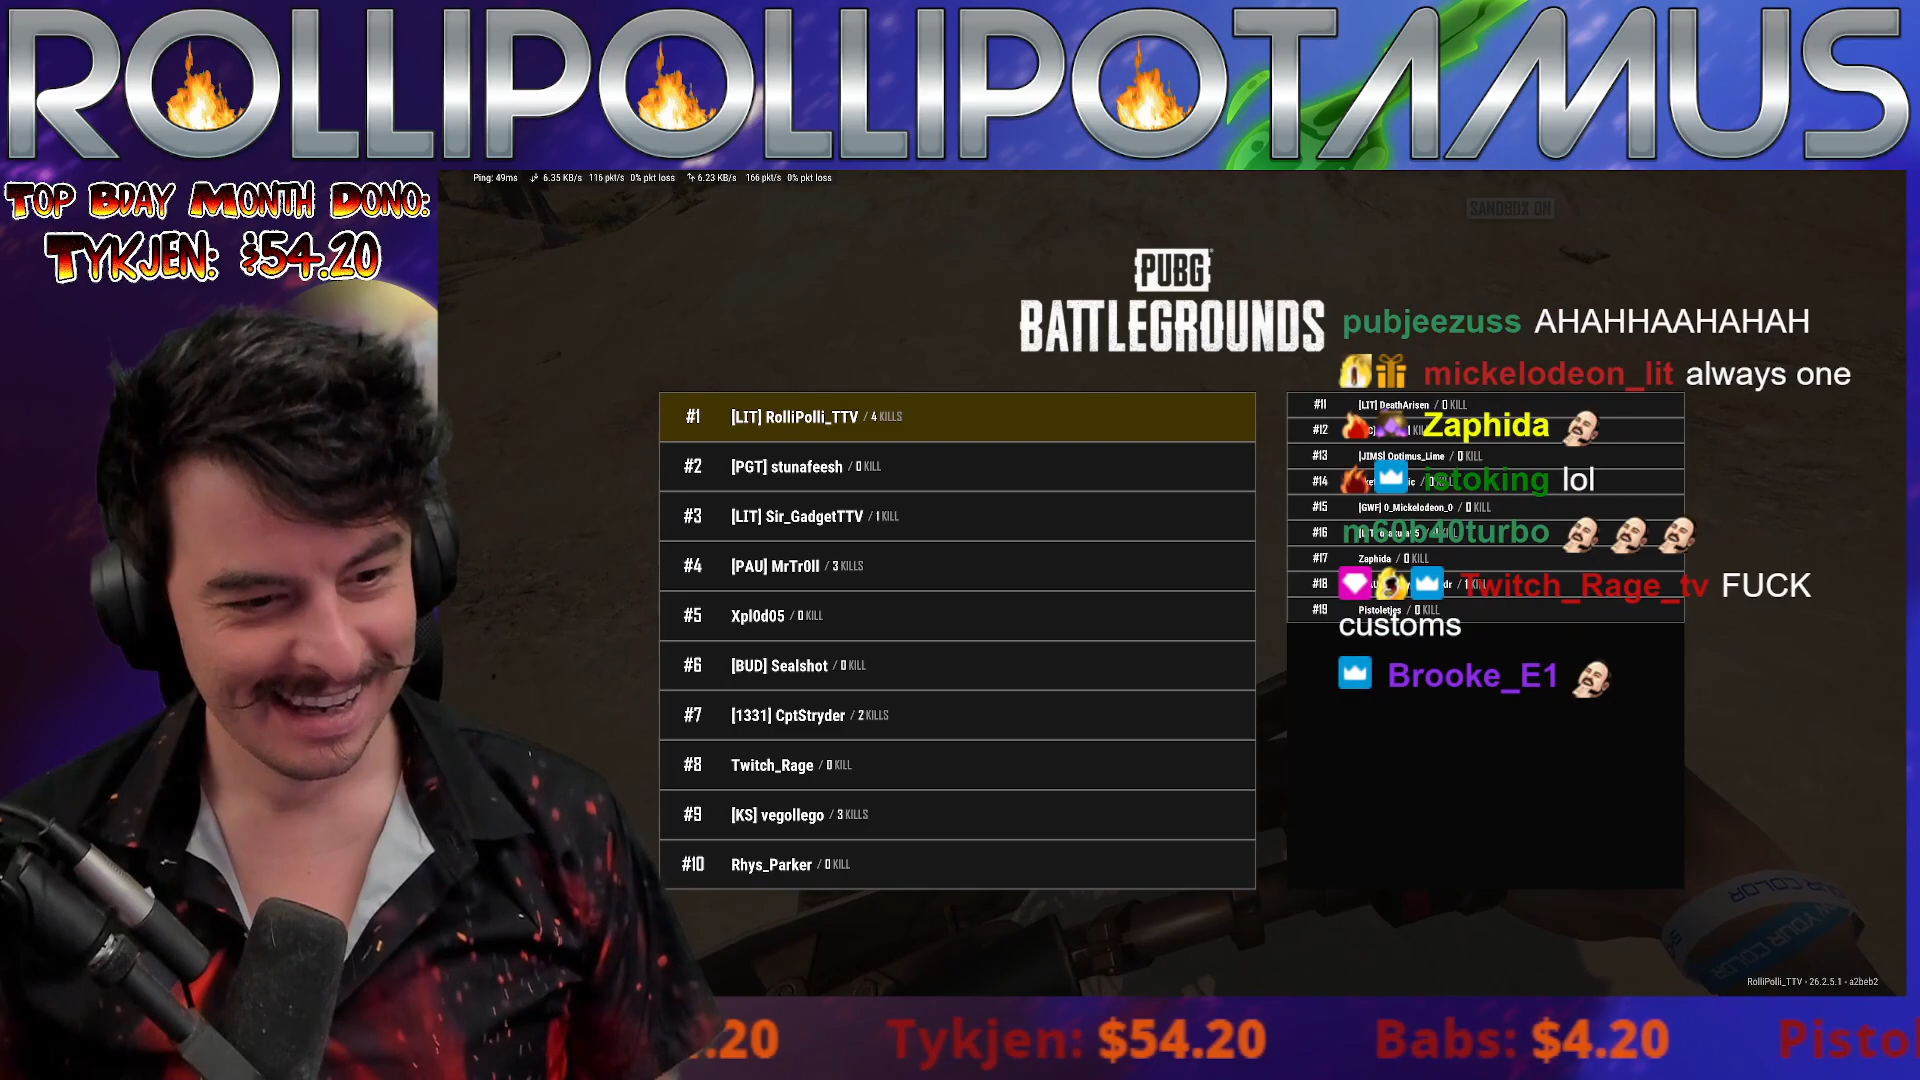 ROLLIPOLLIPOTAMUS
Top Bday Month Dono:
Tykjen: $54.20
Ping: 49ms 6.35 KB/s 116 pkt/s 0% pkt loss 6.23 KB/s 166 pkt/s 0% pkt loss
SANDBOX ON
PUBG
BATTLEGROUNDS
#1 [LIT] RolliPolli_TTV / 4 KILLS
#2 [PGT] stunafeesh / 0 KILL
#3 [LIT] Sir_GadgetTTV / 1 KILL
#4 [PAU] MrTr0ll / 3 KILLS
#5 Xpl0d05 / 0 KILL
#6 [BUD] Sealshot / 0 KILL
#7 [1331] CptStryder / 2 KILLS
#8 Twitch_Rage / 0 KILL
#9 [KS] vegollego / 3 KILLS
#10 Rhys_Parker / 0 KILL
#11 [LIT] DeathArisen / 0 KILL
#12
#13 [JIMS] Optimus_Lime / 0 KILL
#14
#15 [GWF] 0_Mickelodeon_0 / 0 KILL
#16
#17 Zaphida / 0 KILL
#18
#19 Pistoletjes / 0 KILL
pubjeezuss AHAHHAAHAHAH
mickelodeon_lit always one
Zaphida
istoking lol
m60b40turbo
Twitch_Rage_tv FUCK
customs
Brooke_E1
YOUR COLOR
RolliPolli_TTV - 26.2.5.1 - a2beb2
.20 Tykjen: $54.20 Babs: $4.20 Pistol